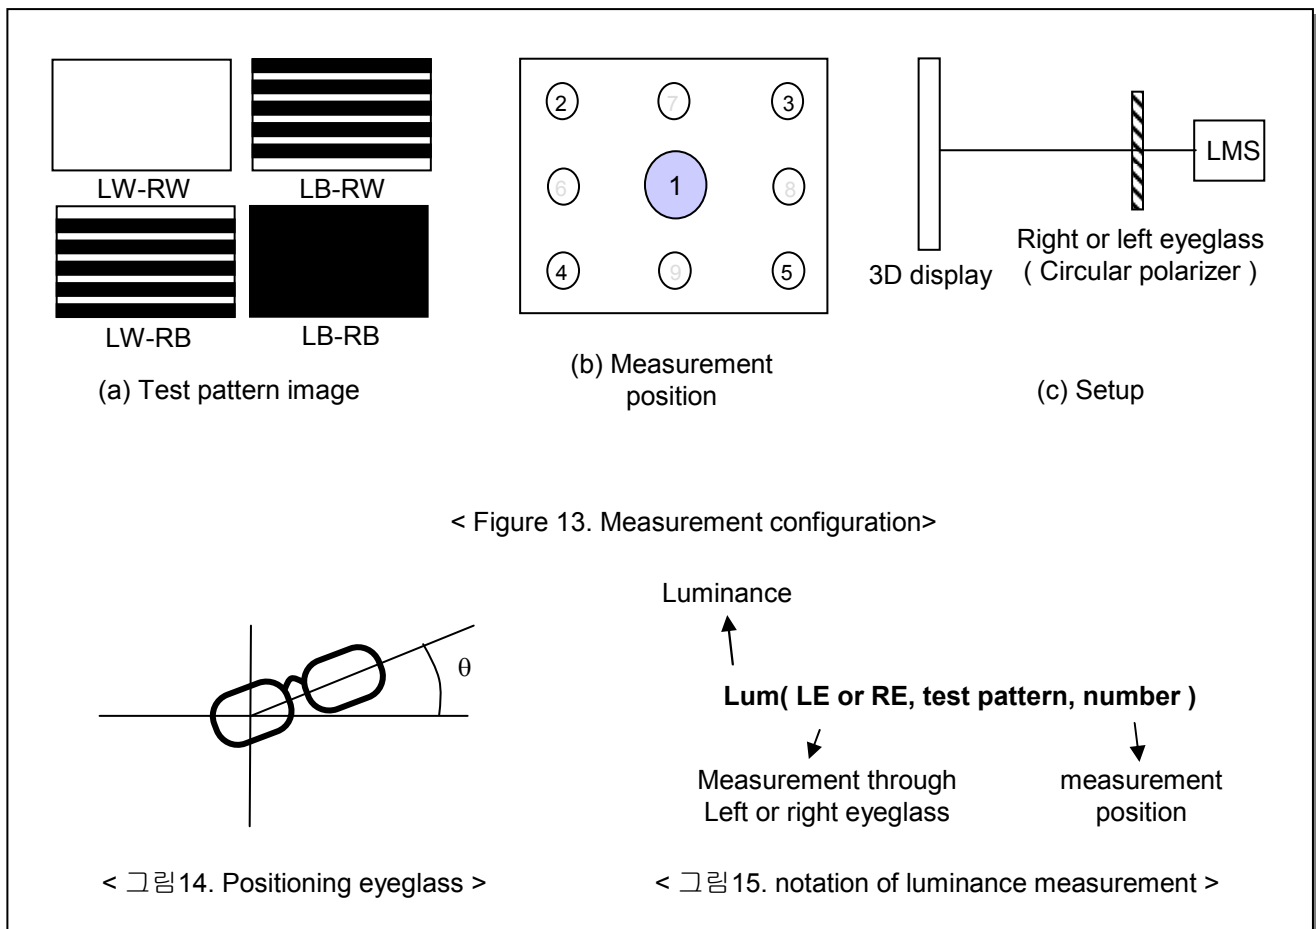 LW-RW
LB-RW
LW-RB
LB-RB
(a) Test pattern image
2
7
3
6
1
8
4
9
5
(b) Measurement
position
LMS
3D display
Right or left eyeglass
( Circular polarizer )
(c) Setup
< Figure 13. Measurement configuration>
θ
< 그림14. Positioning eyeglass >
Luminance
Lum( LE or RE, test pattern, number )
Measurement through
Left or right eyeglass
measurement
position
< 그림15. notation of luminance measurement >